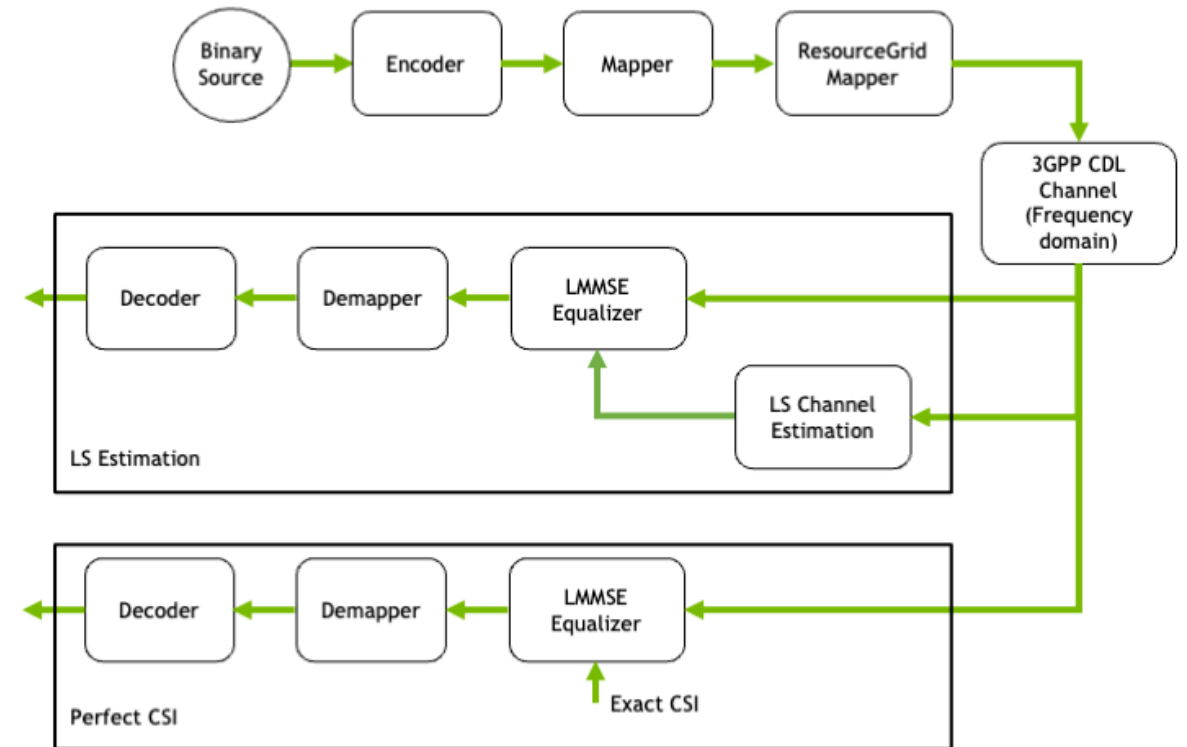 Binary
Source
Encoder
Mapper
ResourceGrid
Mapper
3GPP CDL
Channel
(Frequency
domain)
Decoder
Demapper
LMMSE
Equalizer
LS Channel
Estimation
LS Estimation
Decoder
Demapper
LMMSE
Equalizer
Exact CSI
Perfect CSI